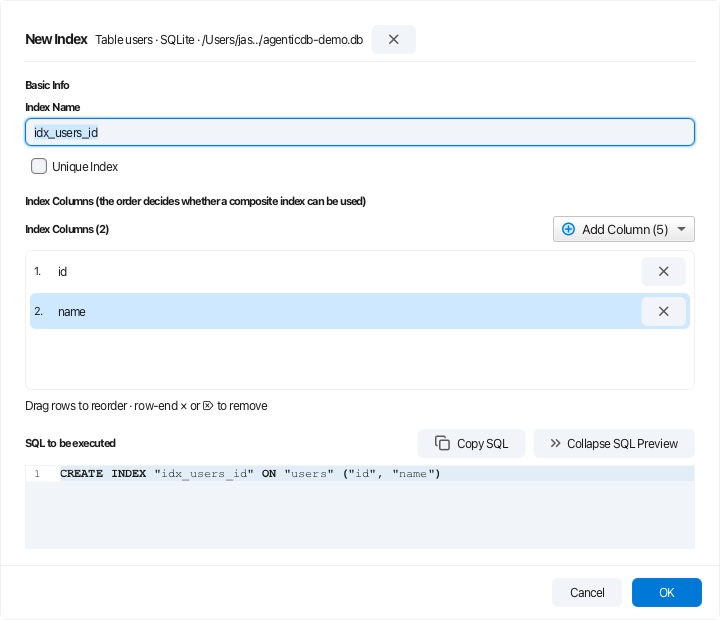 New Index Table users · SQLite · /Users/jas../agenticdb-demo.db
Basic Info
Index Name
idx_users_id
Unique Index
Index Columns (the order decides whether a composite index can be used)
Index Columns (2)
Add Column (5)
1. id
2. name
Drag rows to reorder · row-end × or ⌦ to remove
SQL to be executed
Copy SQL
Collapse SQL Preview
1 CREATE INDEX "idx_users_id" ON "users" ("id", "name")
Cancel
OK